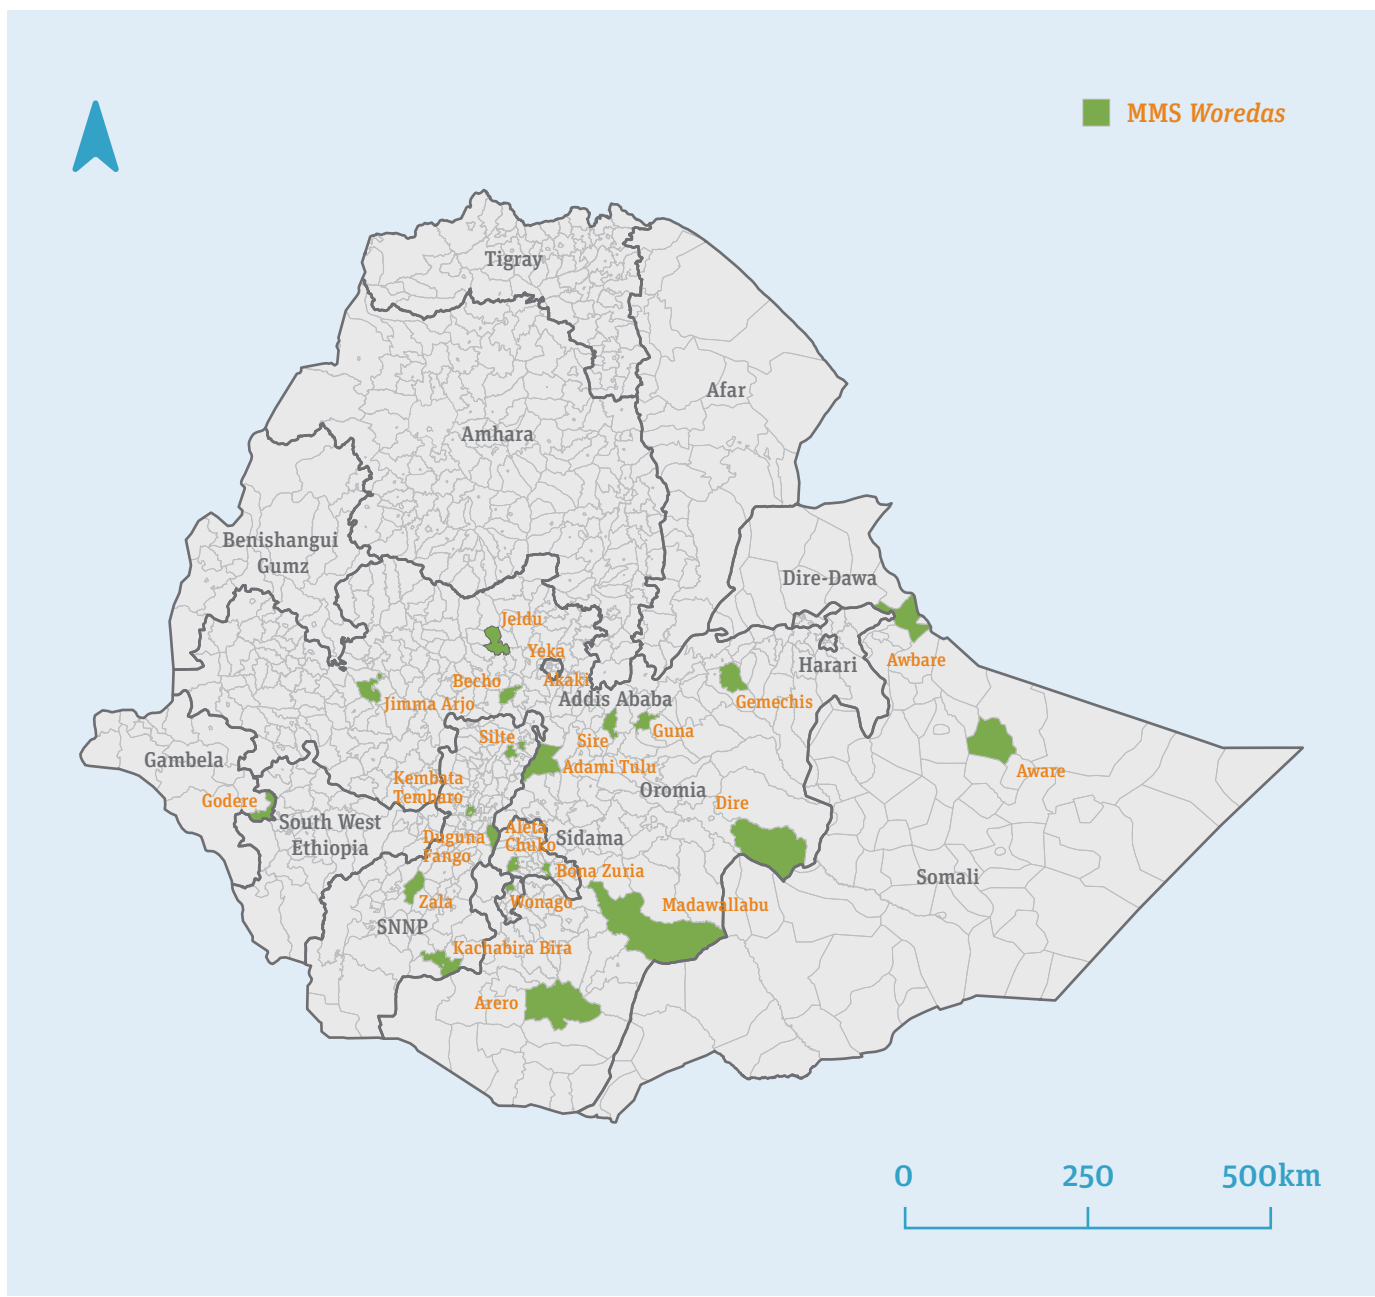 MMS Woredas
Tigray
Afar
Amhara
Benishangui
Gumz
Dire-Dawa
Jeldu
Yeka
Akaki
Becho
Jimma Arjo
Addis Ababa
Harari
Awbare
Gemechis
Silte
Sire
Guna
Adami Tulu
Gambela
Aware
Kembata
Tembaro
Oromia
Godere
Dire
South West
Ethiopia
Duguna
Fango
Aleta
Chuko
Sidama
Bona Zuria
Somali
Zala
Wonago
Madawallabu
SNNP
Kachabira Bira
Arero
0 250 500km